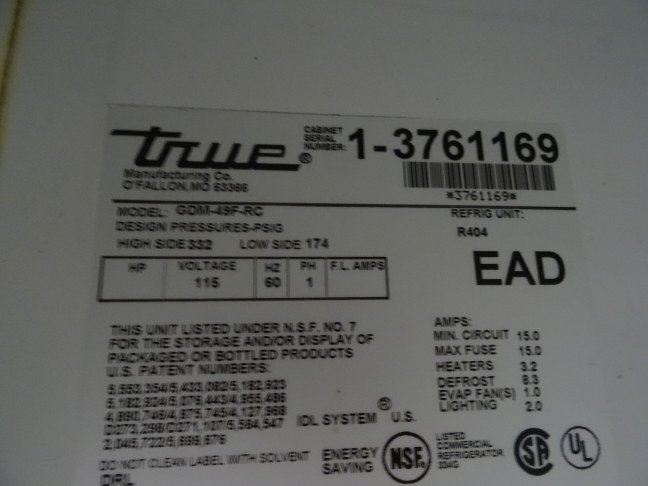 true® CABINET SERIAL NUMBER: 1-3761169
Manufacturing Co.
O'FALLON, MO 63366
*3761169*
MODEL: GDM-49F-RC
REFRIG UNIT:
DESIGN PRESSURES-PSIG
R404
HIGH SIDE 332 LOW SIDE 174
HP VOLTAGE HZ PH F.L. AMPS
115 60 1
EAD
THIS UNIT LISTED UNDER N.S.F. NO. 7
FOR THE STORAGE AND/OR DISPLAY OF
PACKAGED OR BOTTLED PRODUCTS
U.S. PATENT NUMBERS:
AMPS:
MIN. CIRCUIT 15.0
MAX FUSE 15.0
HEATERS 3.2
DEFROST 8.3
EVAP FAN(S) 1.0
LIGHTING 2.0
IDL SYSTEM® U.S.
DO NOT CLEAN LABEL WITH SOLVENT
ENERGY SAVING
NSF®
LISTED
COMMERCIAL
REFRIGERATOR
SA
UL